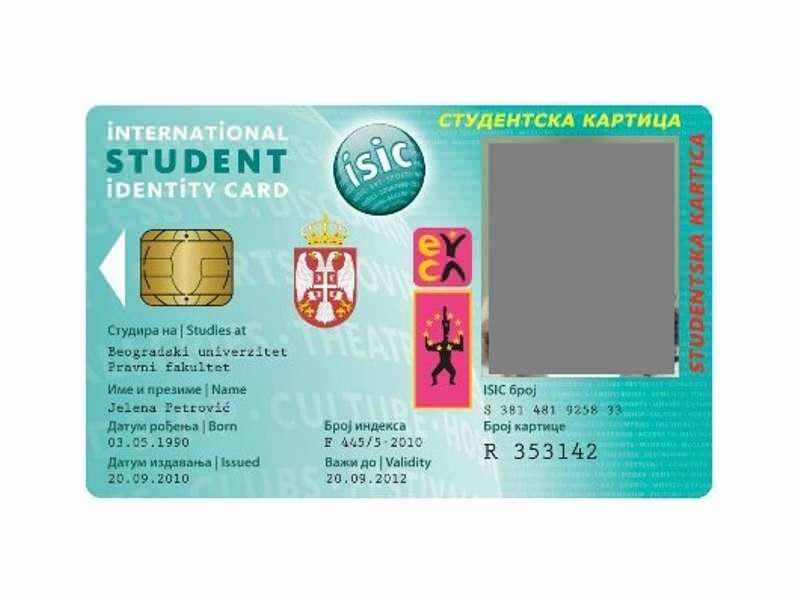 iNTERNATiONAL
STUDENT
iDENTiTY CARD
isic
СТУДЕНТСКА КАРТИЦА
STUDENTSKA KARTICA
Студира на | Studies at
Beogradski univerzitet
Pravni fakultet
Име и презиме | Name
Jelena Petrović
Датум рођења | Born
03.05.1990
Датум издавања | Issued
20.09.2010
Број индекса
F 445/5-2010
Важи до | Validity
20.09.2012
ISIC број
S 381 481 9258 33
Број картице
R 353142